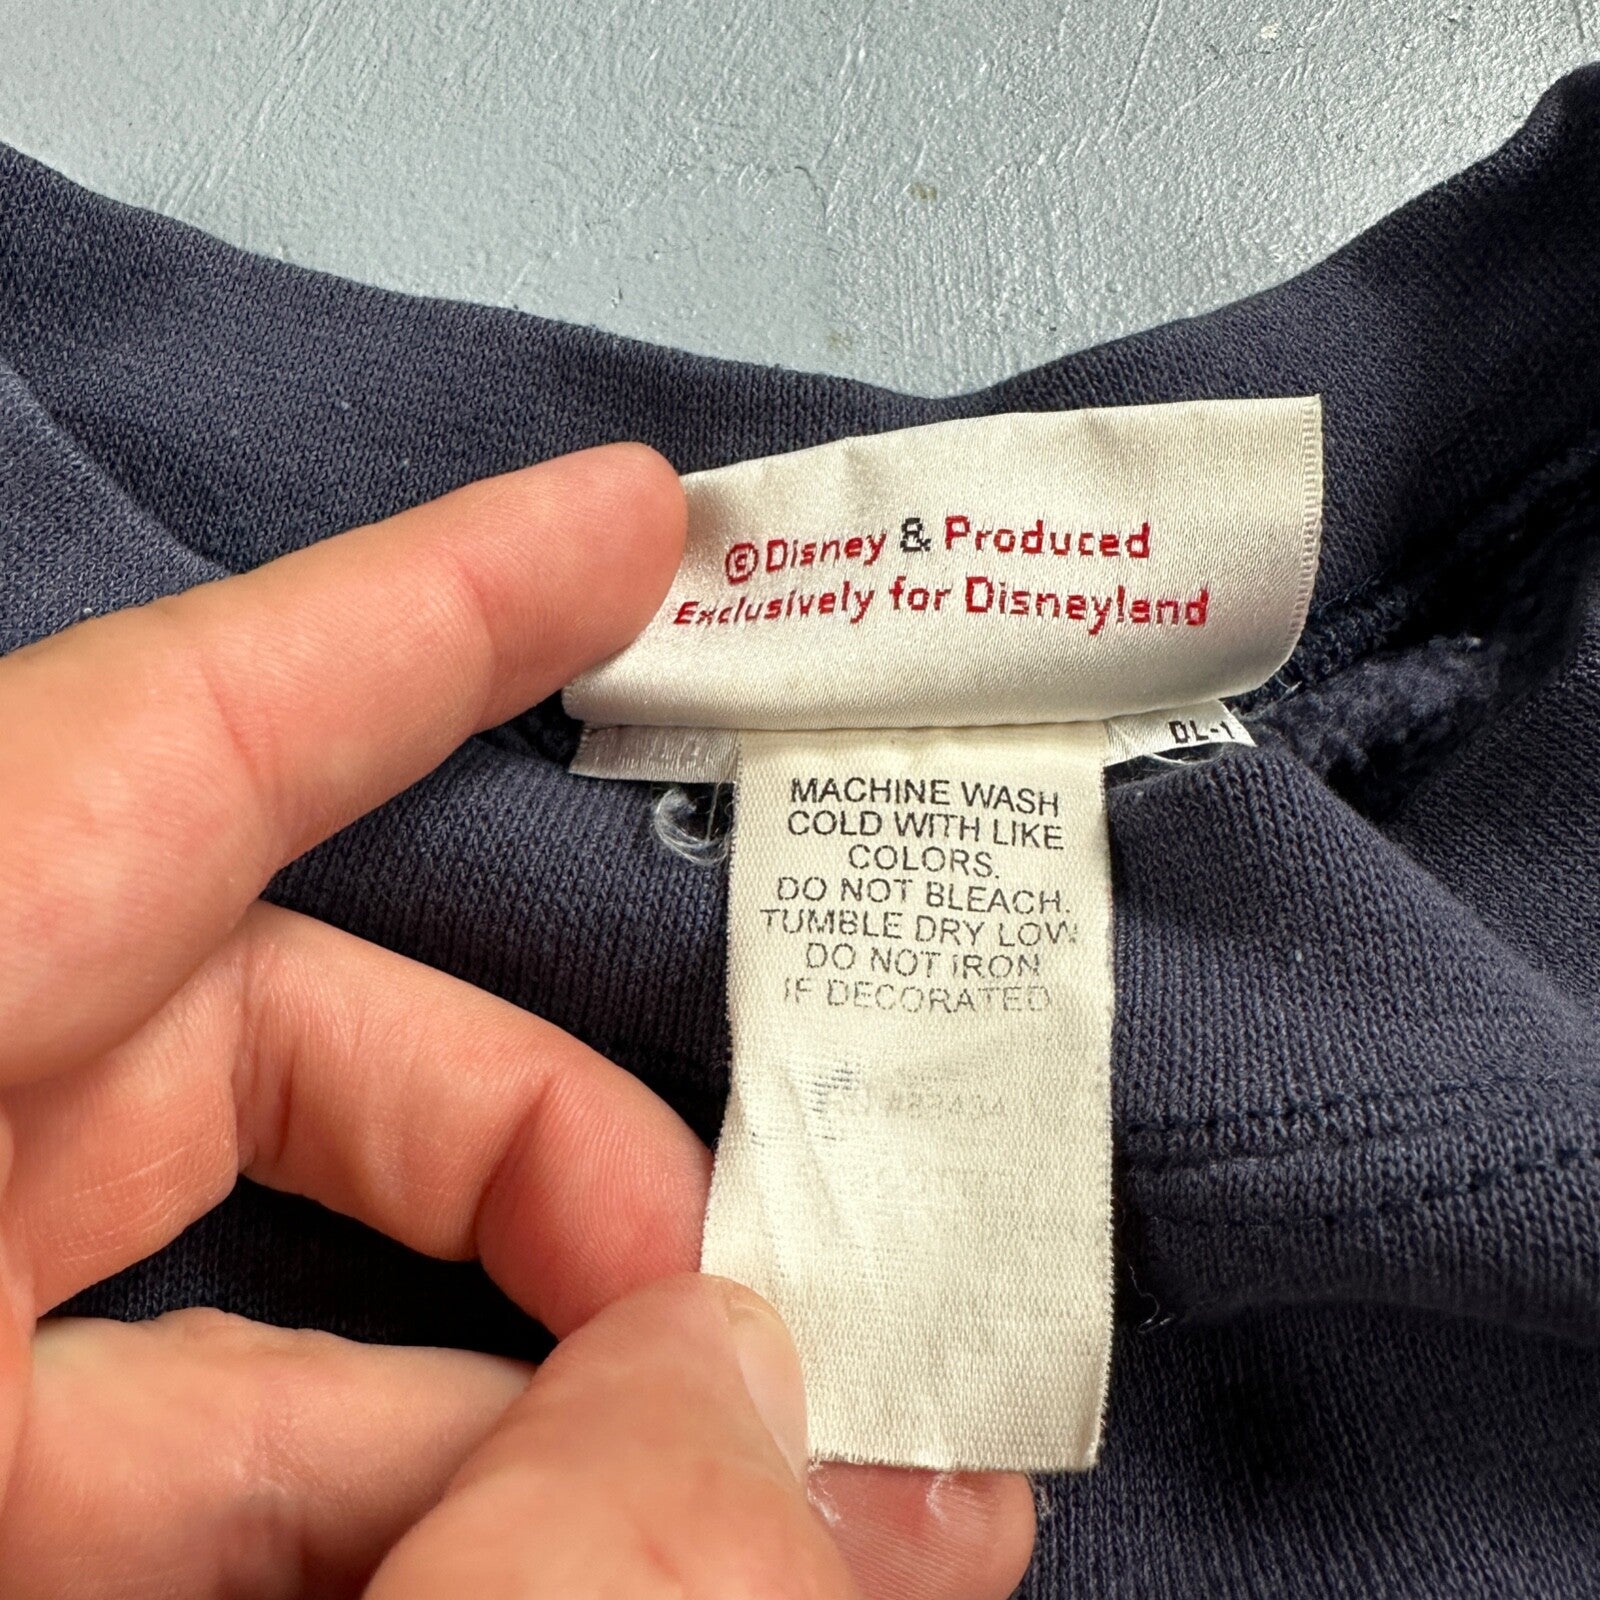 ©Disney & Produced
Exclusively for Disneyland
DL-1
MACHINE WASH
COLD WITH LIKE
COLORS.
DO NOT BLEACH.
TUMBLE DRY LOW
DO NOT IRON
IF DECORATED